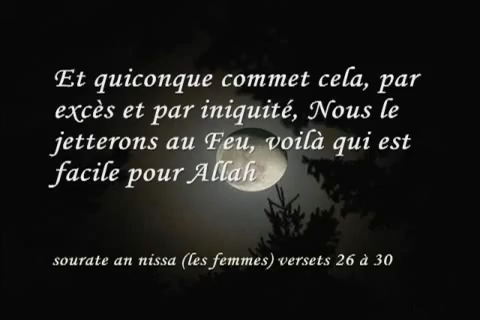 Et quiconque commet cela, par
excès et par iniquité, Nous le
jetterons au Feu, voilà qui est
facile pour Allah
sourate an nissa (les femmes) versets 26 à 30